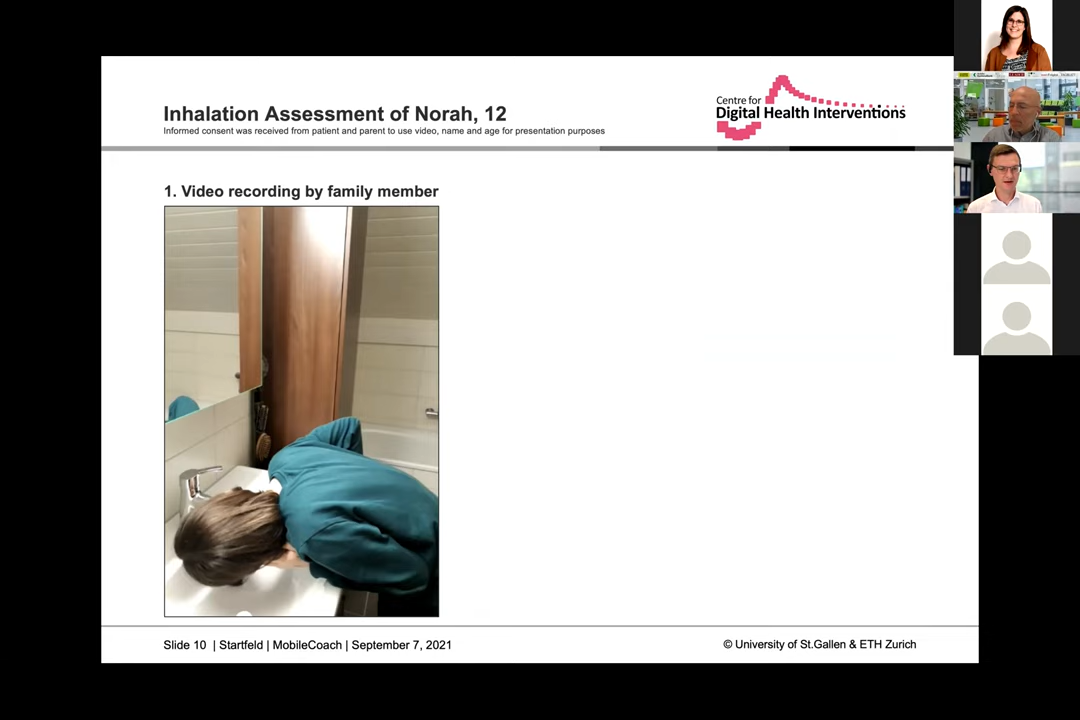 Inhalation Assessment of Norah, 12
Informed consent was received from patient and parent to use video, name and age for presentation purposes
Centre for
Digital Health Interventions
1. Video recording by family member
Slide 10 | Startfeld | MobileCoach | September 7, 2021
© University of St.Gallen & ETH Zurich